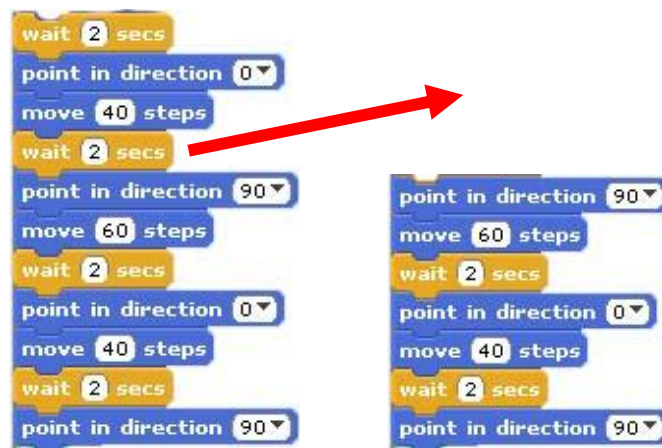 wait 2 secs
point in direction 0
move 40 steps
wait 2 secs
point in direction 90
move 60 steps
wait 2 secs
point in direction 0
move 40 steps
wait 2 secs
point in direction 90
point in direction 90
move 60 steps
wait 2 secs
point in direction 0
move 40 steps
wait 2 secs
point in direction 90